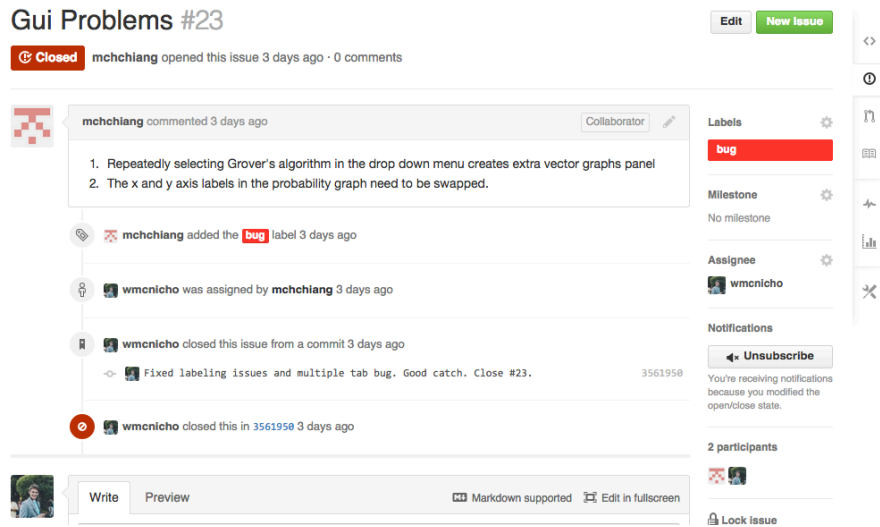 Gui Problems #23
Edit
New Issue
Closed
mchchiang opened this issue 3 days ago · 0 comments
mchchiang commented 3 days ago
Collaborator
1. Repeatedly selecting Grover's algorithm in the drop down menu creates extra vector graphs panel
2. The x and y axis labels in the probability graph need to be swapped.
mchchiang added the bug label 3 days ago
wmcnicho was assigned by mchchiang 3 days ago
wmcnicho closed this issue from a commit 3 days ago
Fixed labeling issues and multiple tab bug. Good catch. Close #23.
3561950
wmcnicho closed this in 3561950 3 days ago
Write
Preview
Markdown supported
Edit in fullscreen
Labels
bug
Milestone
No milestone
Assignee
wmcnicho
Notifications
Unsubscribe
You're receiving notifications
because you modified the
open/close state.
2 participants
Lock issue